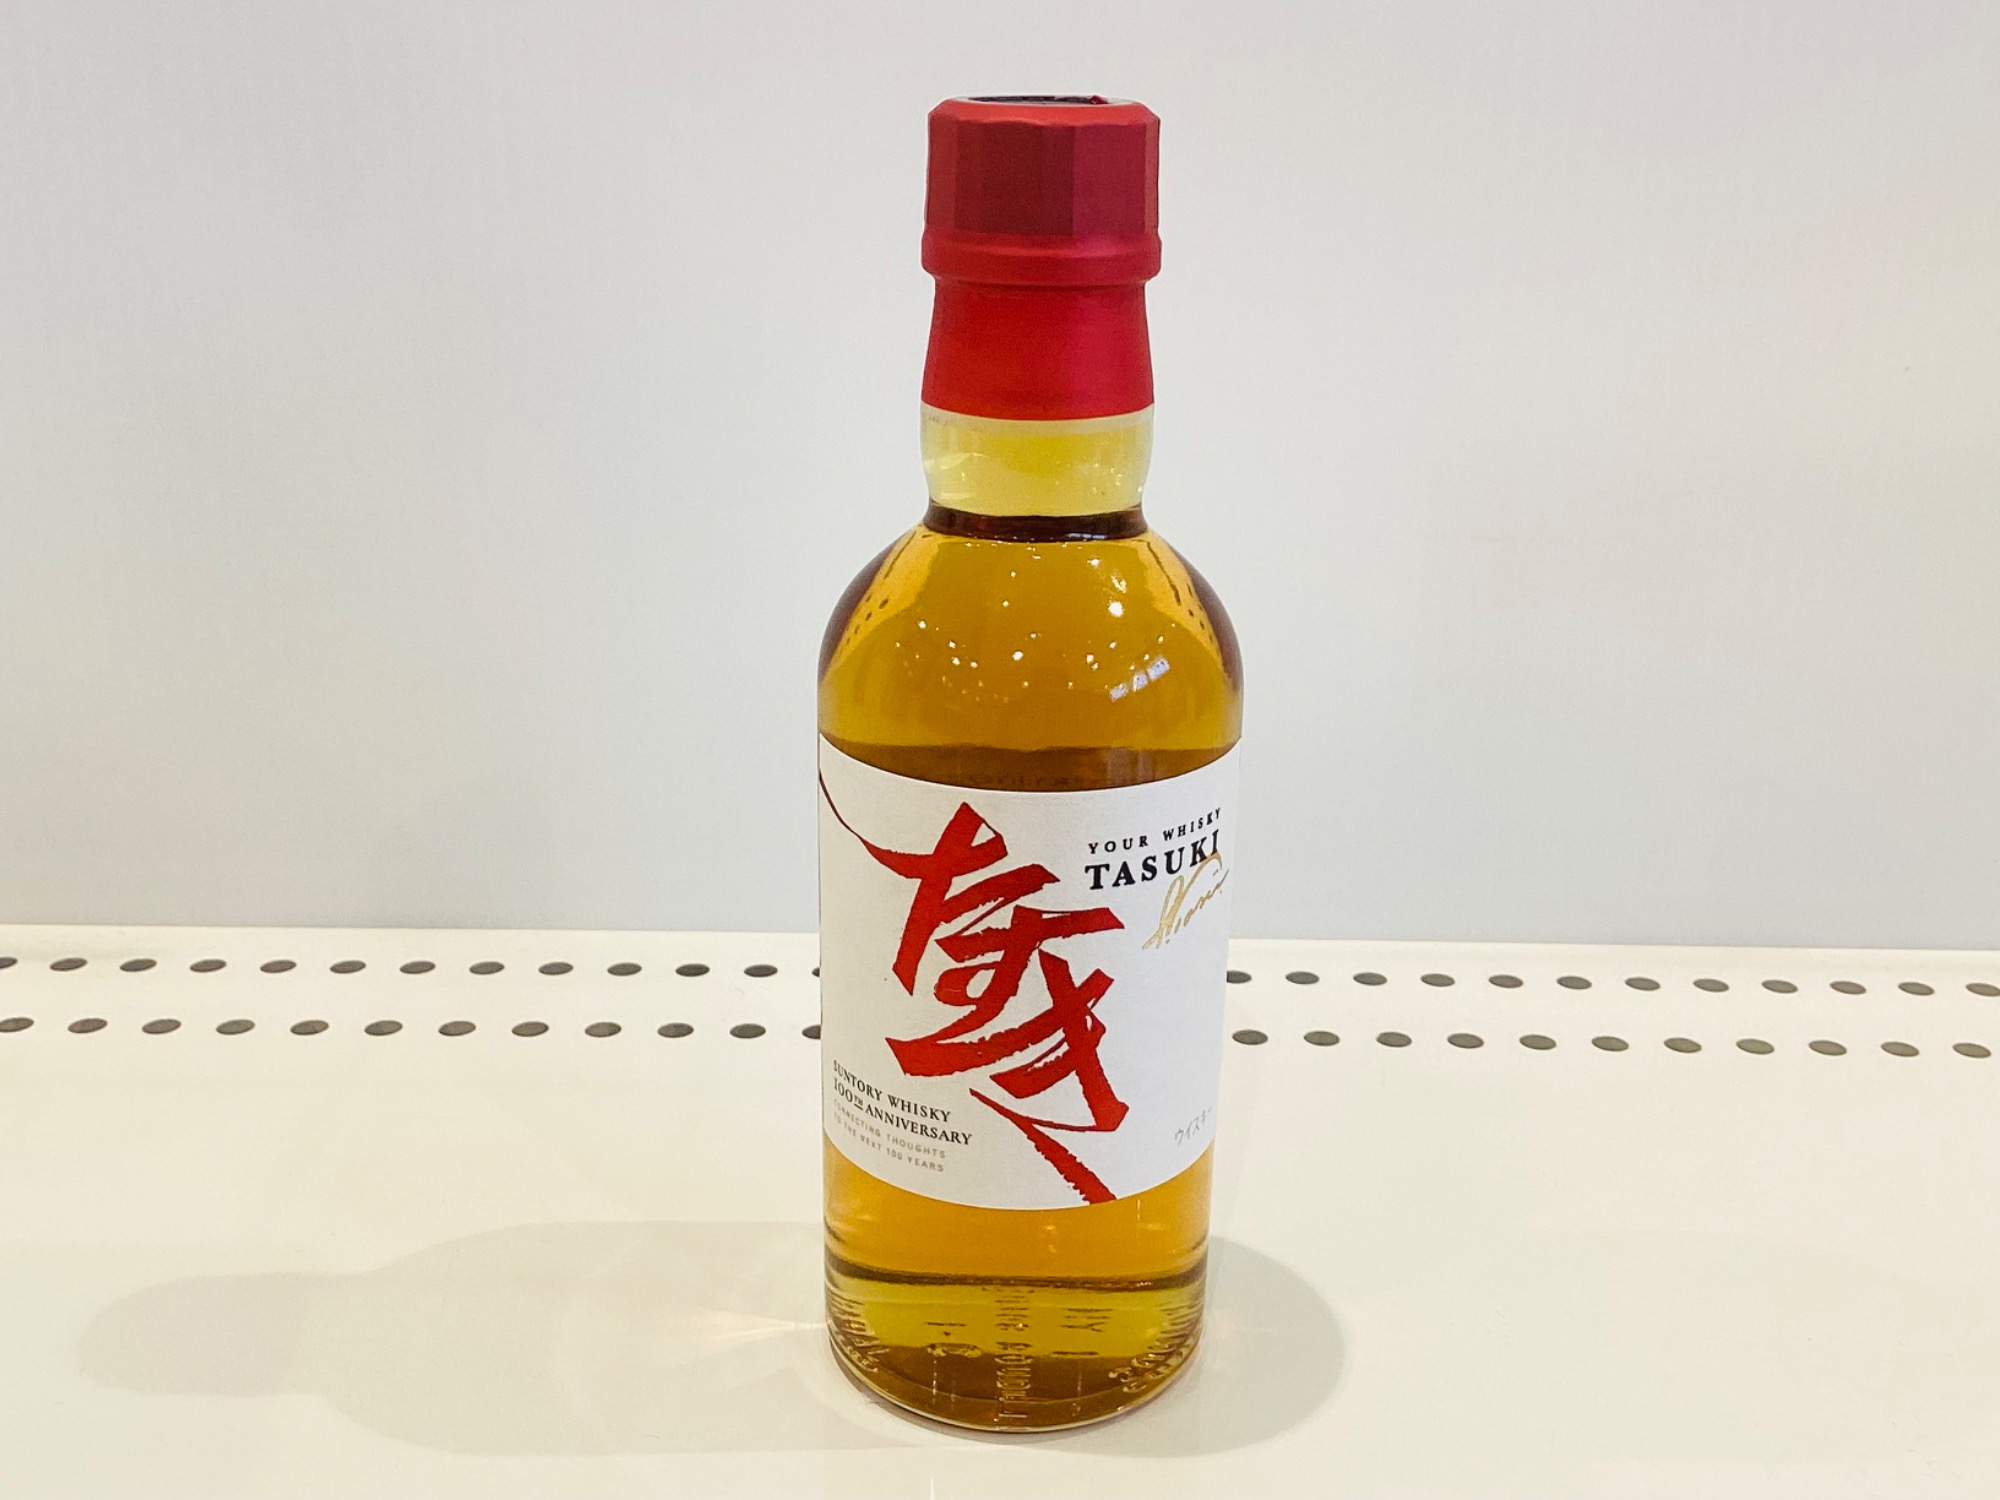 たすき
YOUR WHISKY
TASUKI
SUNTORY WHISKY
100TH ANNIVERSARY
CONNECTING THOUGHTS
TO THE NEXT 100 YEARS
ウイスキー